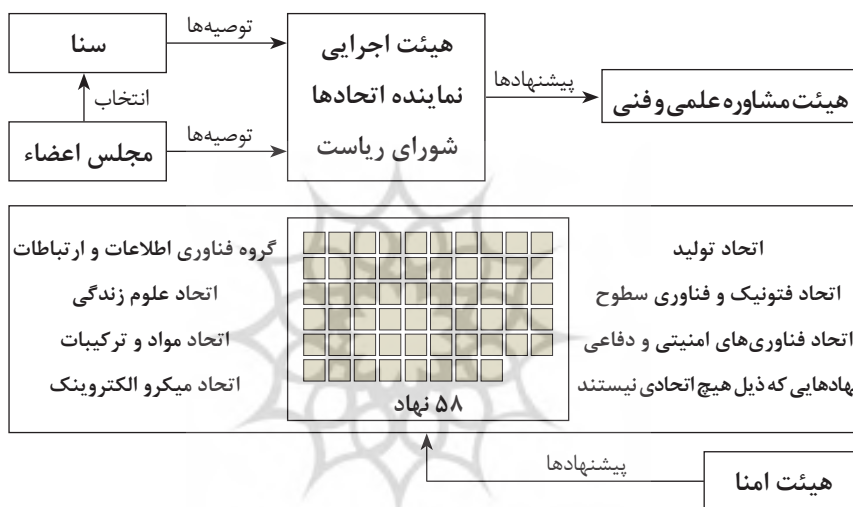 سنا
توصیه‌ها
هیئت اجرایی
نماینده اتحادها
شورای ریاست
پیشنهادها
هیئت مشاوره علمی و فنی
انتخاب
مجلس اعضاء
توصیه‌ها
اتحاد تولید
اتحاد فتونیک و فناوری سطوح
اتحاد فناوری‌های امنیتی و دفاعی
نهادهایی که ذیل هیچ اتحادی نیستند
۵۸ نهاد
گروه فناوری اطلاعات و ارتباطات
اتحاد علوم زندگی
اتحاد مواد و ترکیبات
اتحاد میکرو الکتروینک
پیشنهادها
هیئت امنا